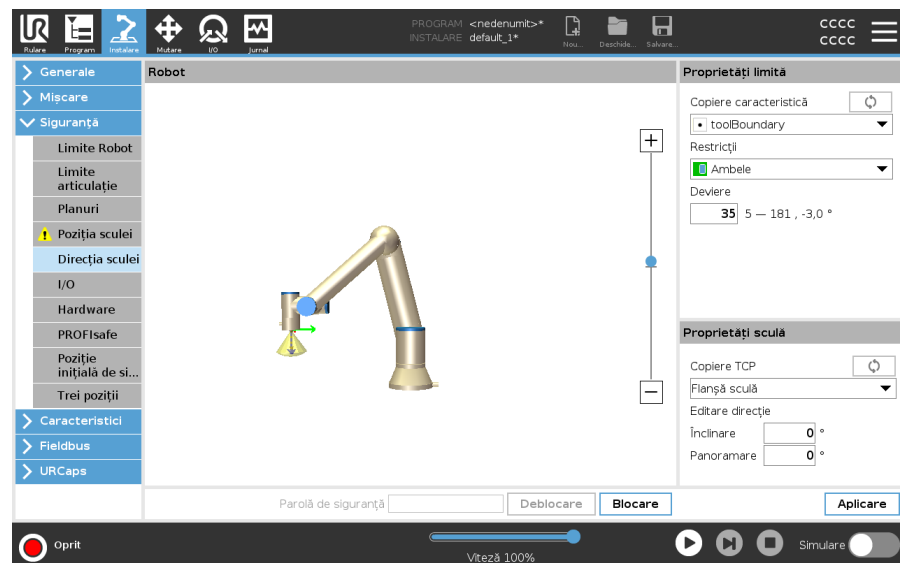 PROGRAM <nedenumit>*
INSTALARE default_1*
Rulare
Program
Instalare
Mutare
I/O
Jurnal
Nou...
Deschide...
Salvare...
CCCC
CCCC
Generale
Mișcare
Siguranță
Limite Robot
Limite
articulație
Planuri
Poziția sculei
Direcția sculei
I/O
Hardware
PROFIsafe
Poziție
inițială de si...
Trei poziții
Caracteristici
Fieldbus
URCaps
Robot
Proprietăți limită
Copiere caracteristică
toolBoundary
Restricții
Ambele
Deviere
35 5 — 181 , -3,0 °
Proprietăți sculă
Copiere TCP
Flanșă sculă
Editare direcție
Înclinare 0 °
Panoramare 0 °
Parolă de siguranță
Deblocare
Blocare
Aplicare
Oprit
Viteză 100%
Simulare